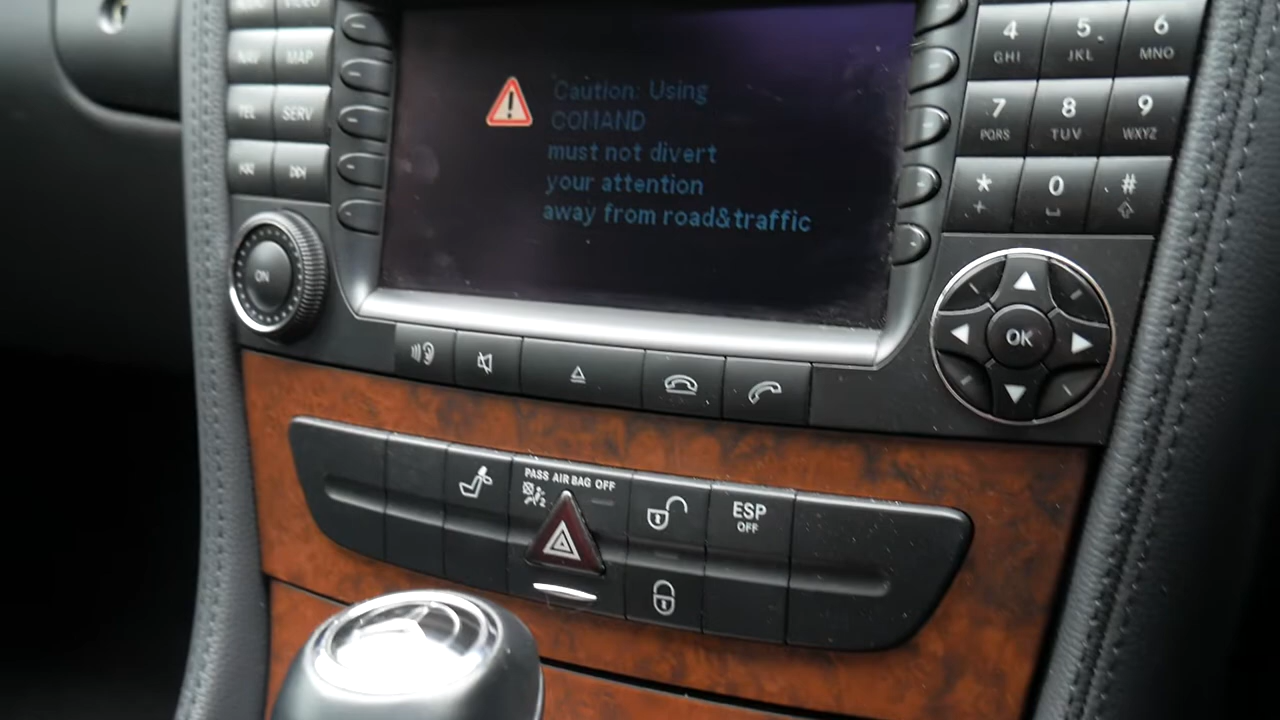 VIDEO
NAV MAP
TEL SERV
ON
Caution: Using
COMAND
must not divert
your attention
away from road&traffic
4 GHI
5 JKL
6 MNO
7 PQRS
8 TUV
9 WXYZ
* +
0
#
OK
PASS AIR BAG OFF
ESP
OFF